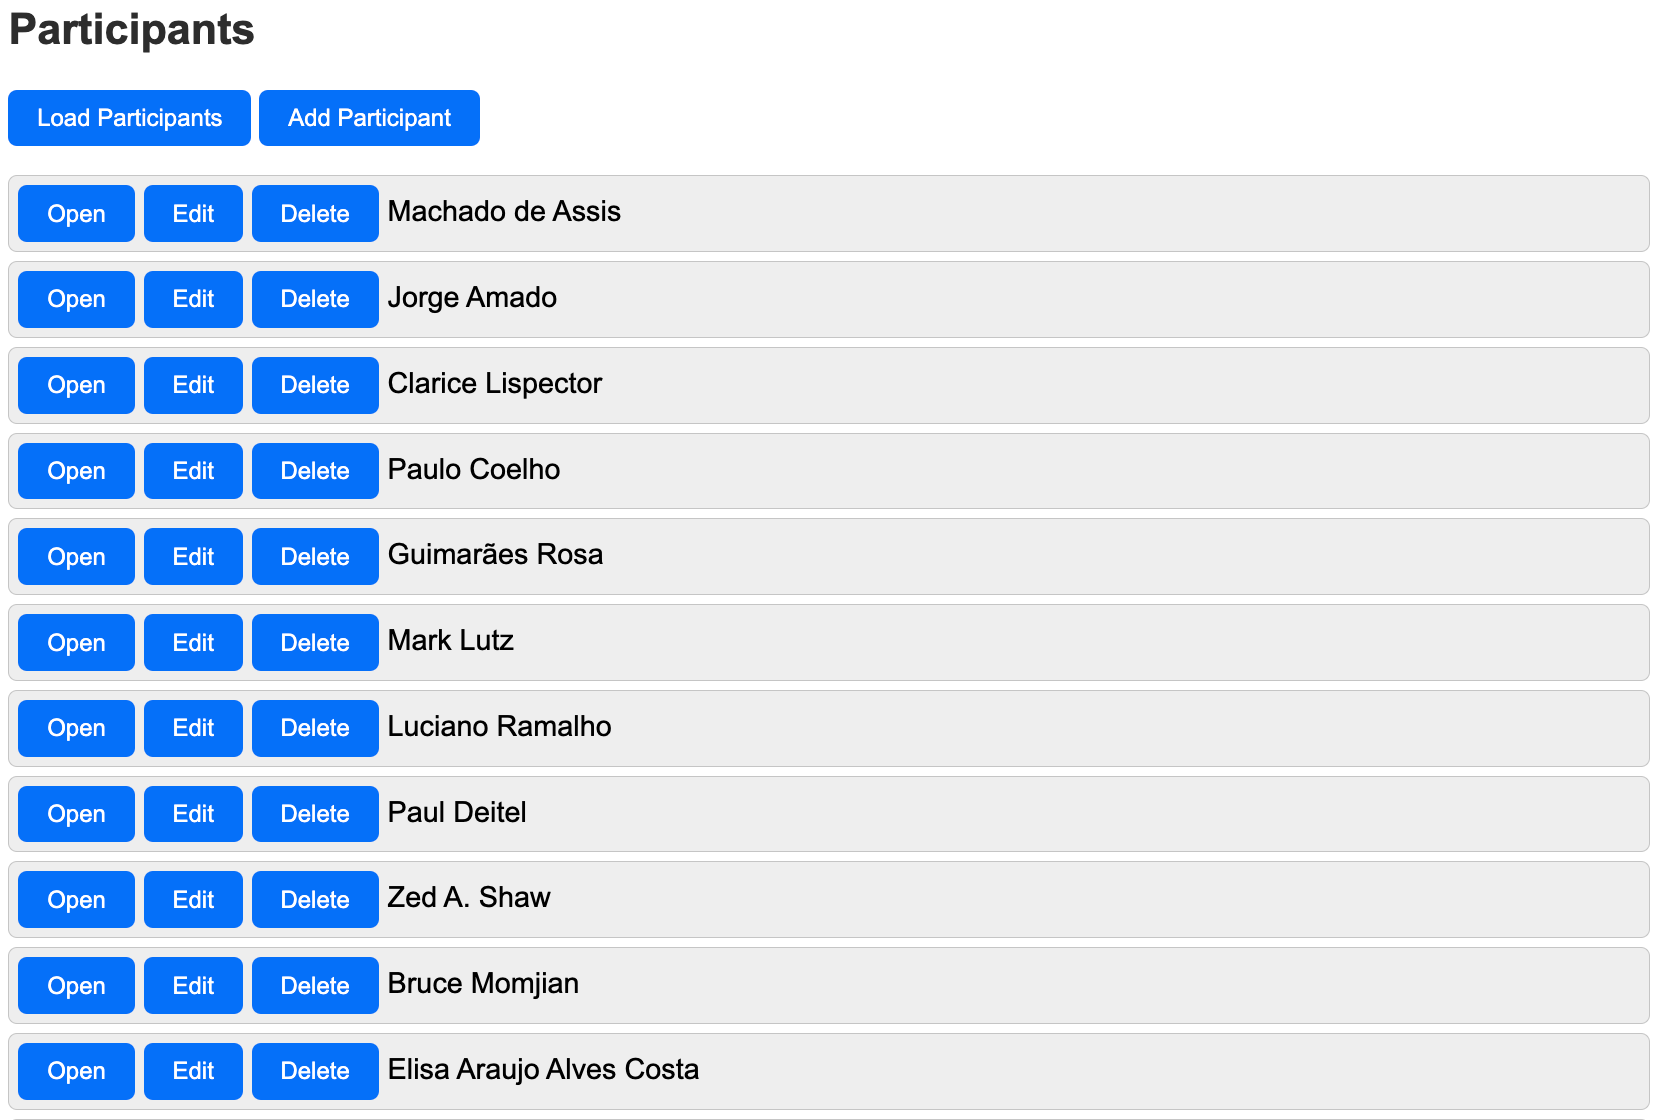 Participants
Load Participants Add Participant
Open Edit Delete Machado de Assis
Open Edit Delete Jorge Amado
Open Edit Delete Clarice Lispector
Open Edit Delete Paulo Coelho
Open Edit Delete Guimarães Rosa
Open Edit Delete Mark Lutz
Open Edit Delete Luciano Ramalho
Open Edit Delete Paul Deitel
Open Edit Delete Zed A. Shaw
Open Edit Delete Bruce Momjian
Open Edit Delete Elisa Araujo Alves Costa